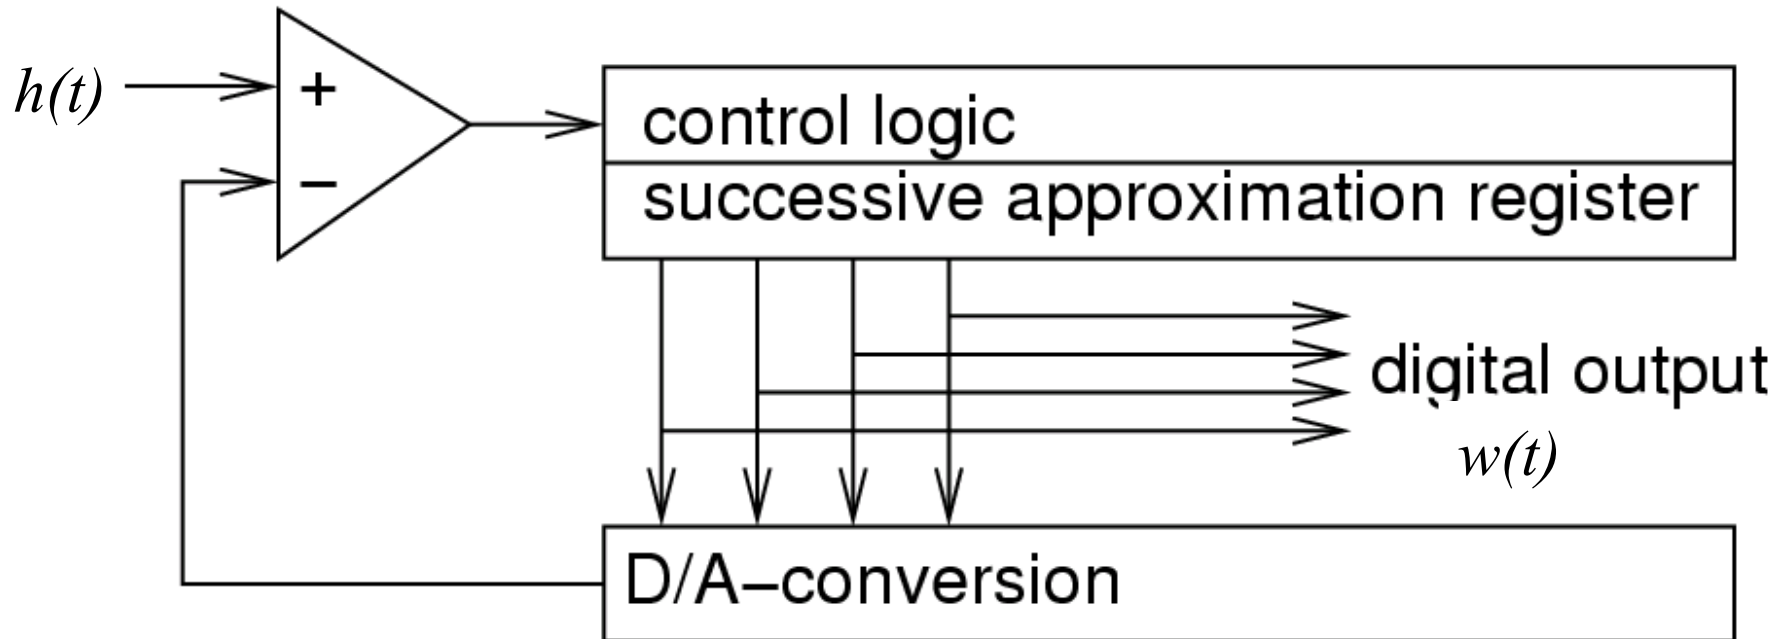 h(t)
+
−
control logic
successive approximation register
digital output
w(t)
D/A−conversion